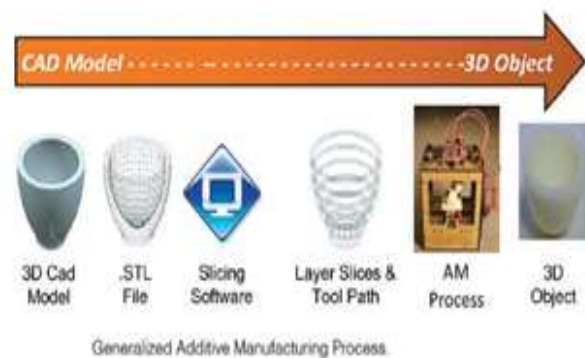 CAD Model - - - - - -- - - - - - - - - - - - - - - - - - - - - - - -3D Object
3D Cad Model
.STL File
Slicing Software
Layer Slices & Tool Path
AM Process
3D Object
Generalized Additive Manufacturing Process.